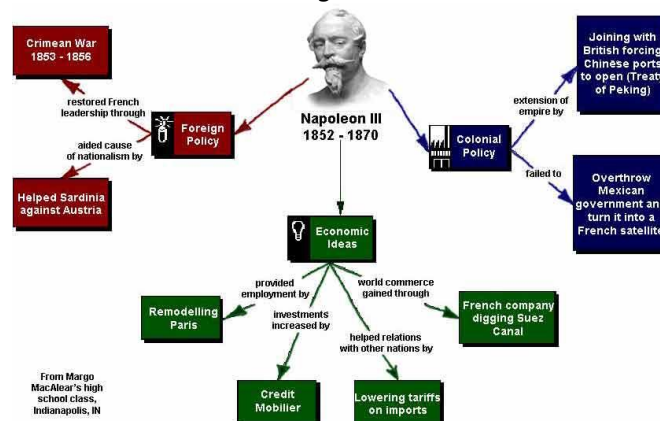 Crimean War
1853 - 1856
restored French
leadership through
Foreign
Policy
aided cause
of nationalism by
Helped Sardinia
against Austria
Napoleon III
1852 - 1870
Joining with
British forcing
Chinese ports
to open (Treaty
of Peking)
extension of
empire by
Colonial
Policy
failed to
Overthrow
Mexican
government an
turn it into a
French satellite
Economic
Ideas
provided
employment by
Remodelling
Paris
investments
increased by
Credit
Mobilier
helped relations
with other nations by
Lowering tariffs
on imports
world commerce
gained through
French company
digging Suez
Canal
From Margo
MacAlear's high
school class,
Indianapolis, IN